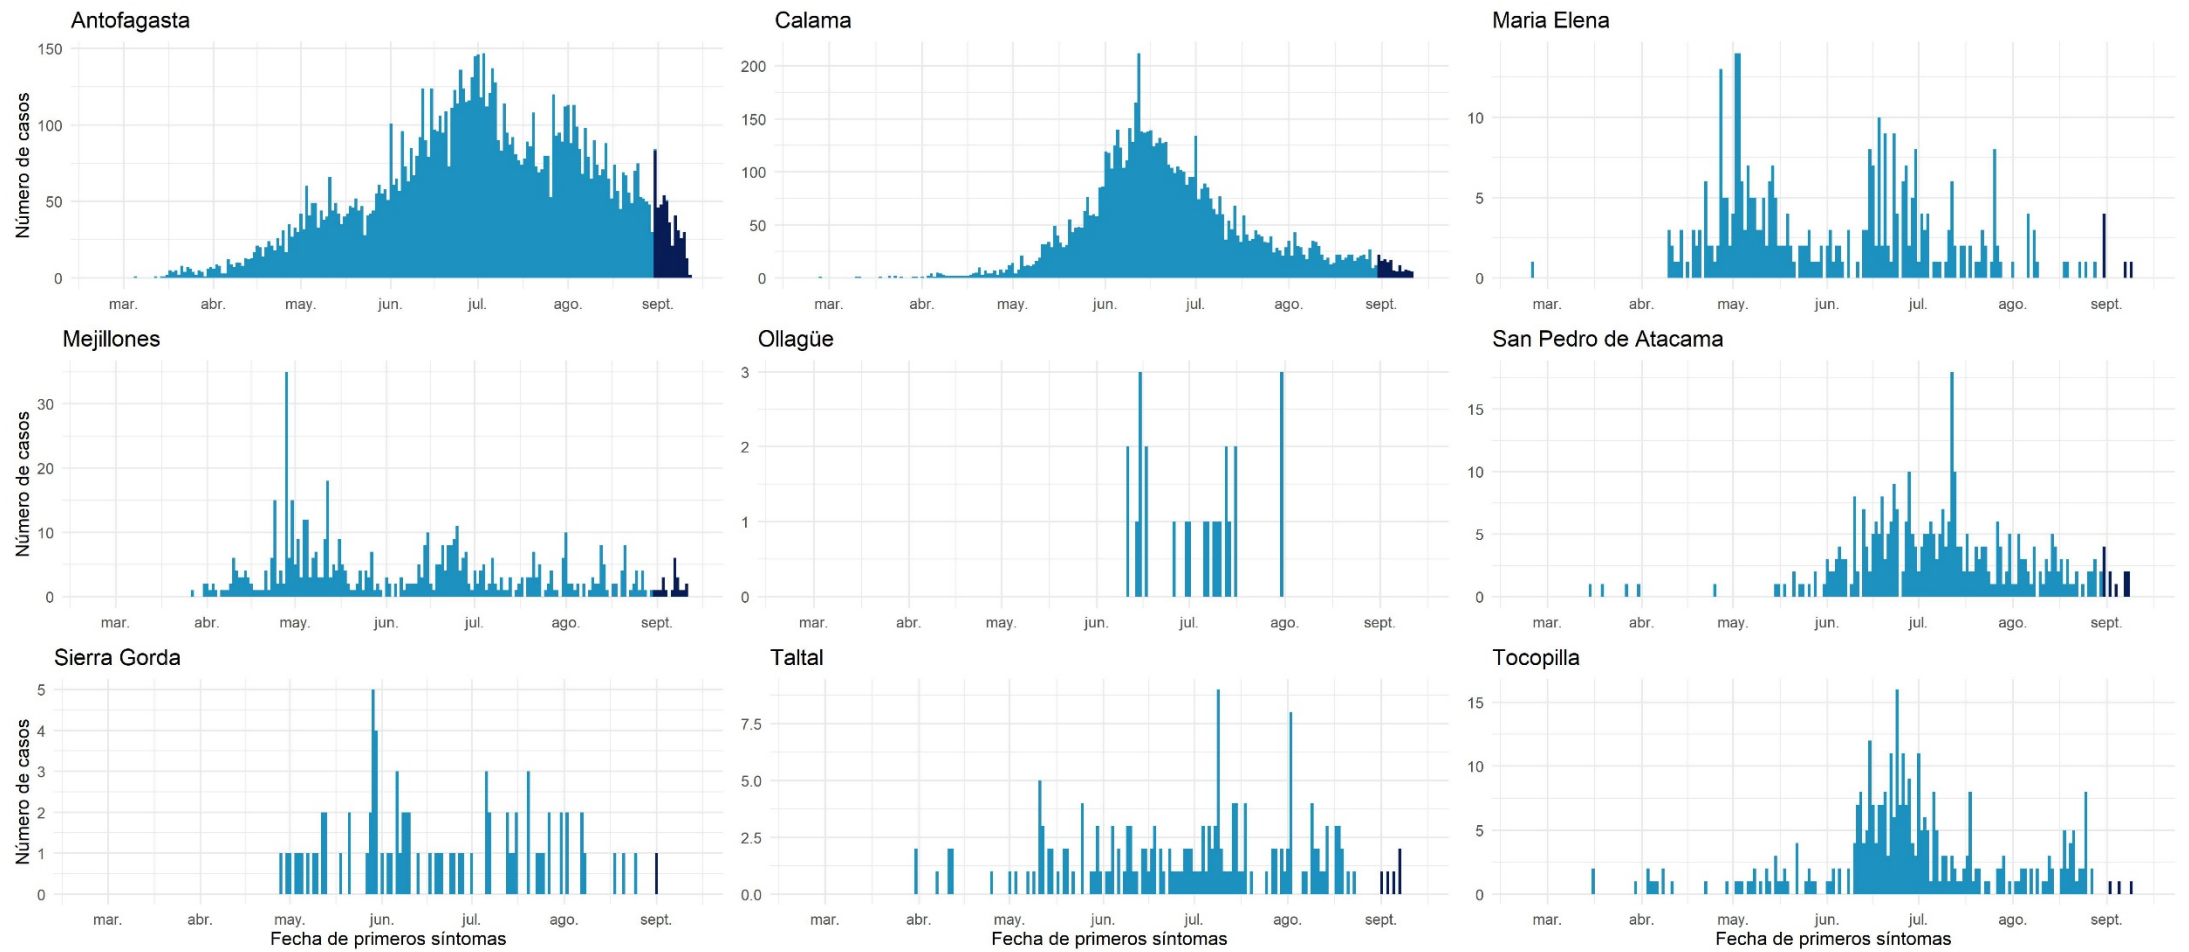 Antofagasta
Calama
Maria Elena
Número de casos
150
100
50
0
200
150
100
50
0
10
5
0
mar. abr. may. jun. jul. ago. sept.
mar. abr. may. jun. jul. ago. sept.
mar. abr. may. jun. jul. ago. sept.
Mejillones
Ollagüe
San Pedro de Atacama
Número de casos
30
20
10
0
3
2
1
0
15
10
5
0
mar. abr. may. jun. jul. ago. sept.
mar. abr. may. jun. jul. ago. sept.
mar. abr. may. jun. jul. ago. sept.
Sierra Gorda
Taltal
Tocopilla
Número de casos
5
4
3
2
1
0
7.5
5.0
2.5
0.0
15
10
5
0
mar. abr. may. jun. jul. ago. sept.
mar. abr. may. jun. jul. ago. sept.
mar. abr. may. jun. jul. ago. sept.
Fecha de primeros síntomas
Fecha de primeros síntomas
Fecha de primeros síntomas